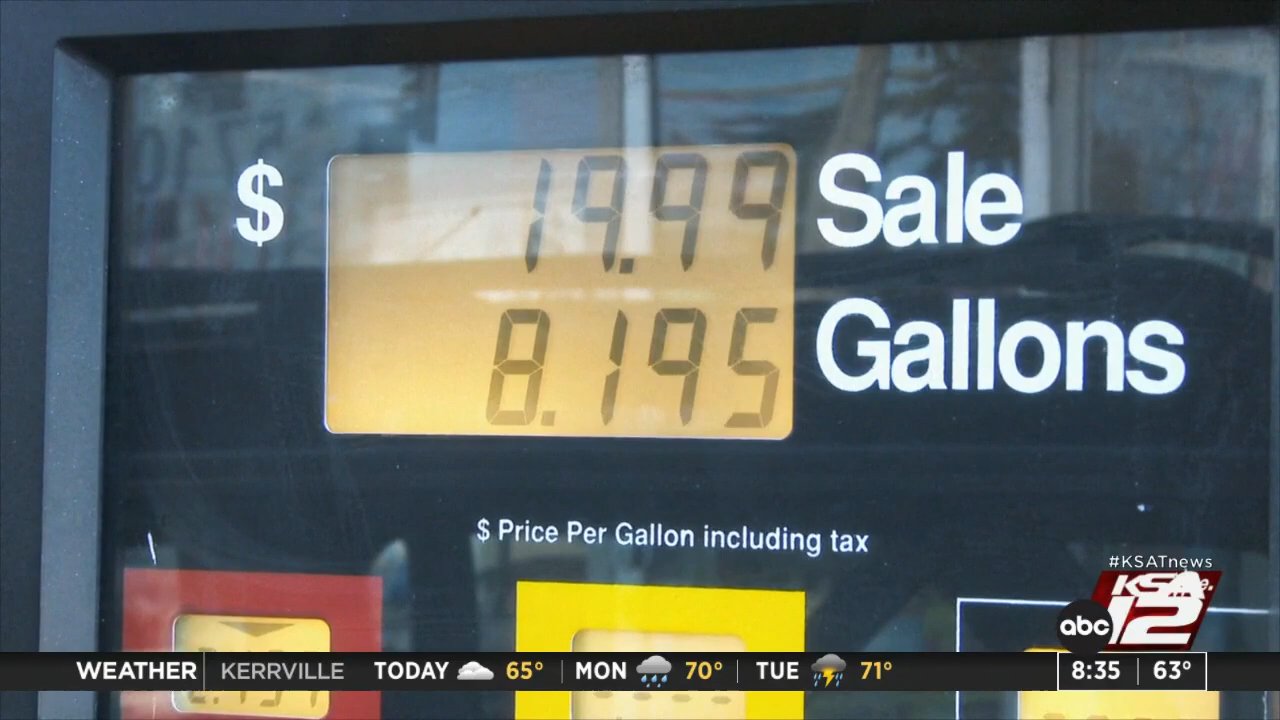 $ 19.99 Sale
8.195 Gallons
$ Price Per Gallon including tax
#KSATnews
KSAT
abc 12
WEATHER KERRVILLE TODAY 65° MON 70° TUE 71° 8:35 63°